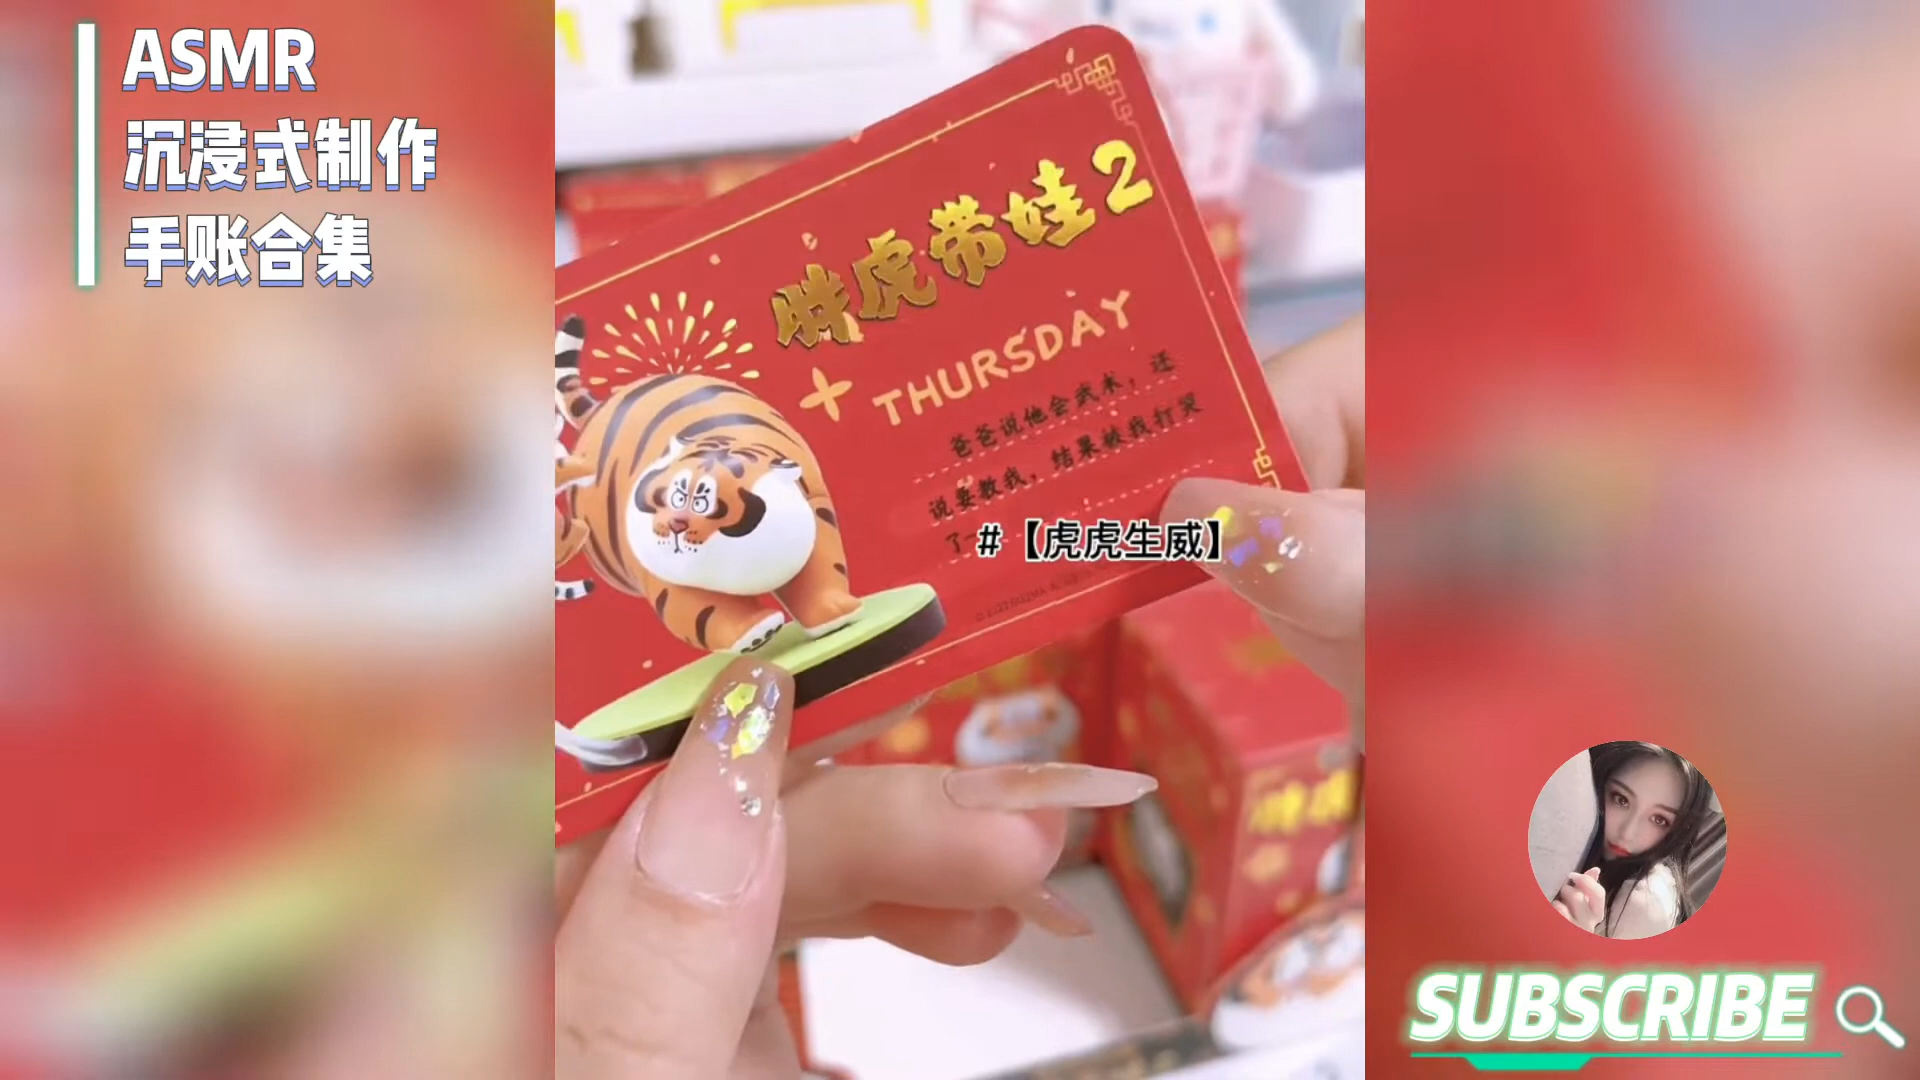 ASMR
沉浸式制作
手账合集
胖虎带娃2
THURSDAY
爸爸说他会武术，还
说要教我，结果被我打哭
了
#【虎虎生威】
SUBSCRIBE